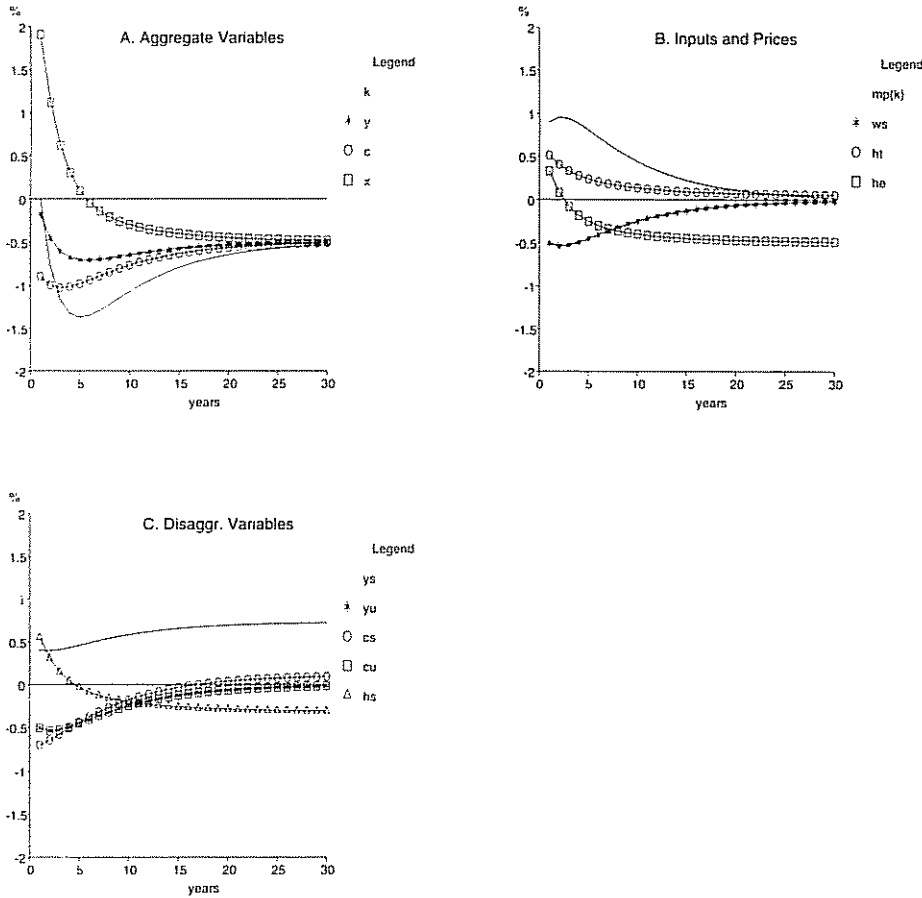 %
A. Aggregate Variables
Legend
k
y
c
x
2
1.5
1
0.5
0
-0.5
-1
-1.5
-2
0 5 10 15 20 25 30
years
%
B. Inputs and Prices
Legend
mp(k)
ws
ht
he
2
1.5
1
0.5
0
-0.5
-1
-1.5
-2
0 5 10 15 20 25 30
years
%
C. Disaggr. Variables
Legend
ys
yu
cs
cu
hs
2
1.5
1
0.5
0
-0.5
-1
-1.5
-2
0 5 10 15 20 25 30
years